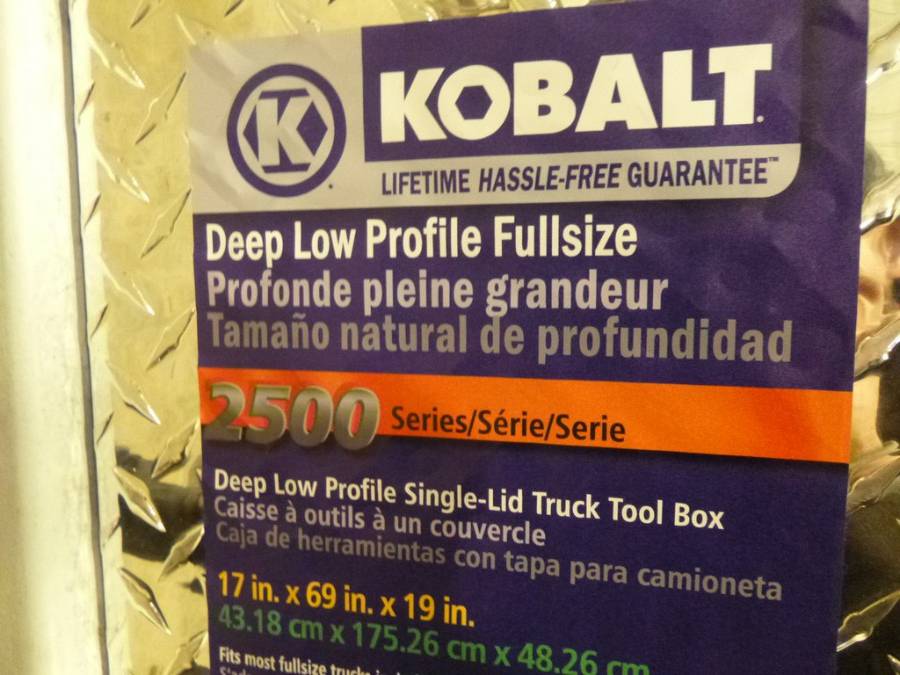 K
KOBALT.
LIFETIME HASSLE-FREE GUARANTEE™
Deep Low Profile Fullsize
Profonde pleine grandeur
Tamaño natural de profundidad
2500 Series/Série/Serie
Deep Low Profile Single-Lid Truck Tool Box
Caisse à outils à un couvercle
Caja de herramientas con tapa para camioneta
17 in. x 69 in. x 19 in.
43.18 cm x 175.26 cm x 48.26 cm
Fits most fullsize trucks